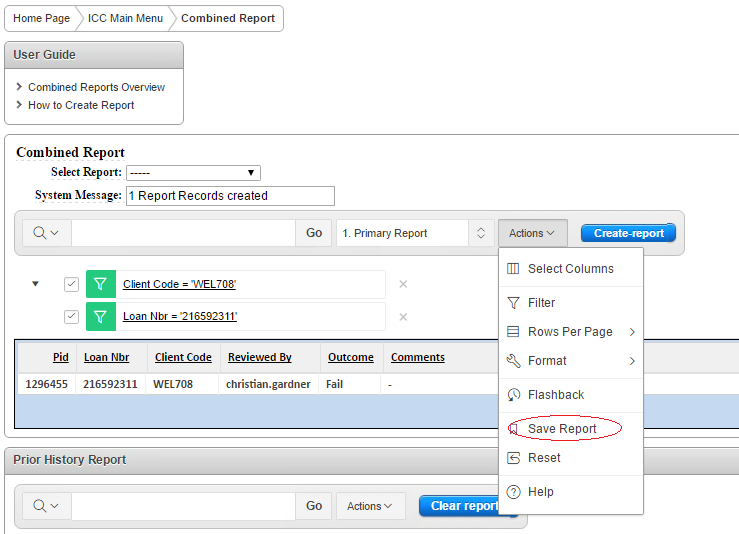 Home Page ICC Main Menu Combined Report
User Guide
Combined Reports Overview
How to Create Report
Combined Report
Select Report: -----
System Message: 1 Report Records created
Go 1. Primary Report Actions Create-report
Select Columns
Filter
Rows Per Page
Format
Flashback
Save Report
Reset
Help
Client Code = 'WEL708'
Loan Nbr = '216592311'
Pid Loan Nbr Client Code Reviewed By Outcome Comments
1296455 216592311 WEL708 christian.gardner Fail -
Prior History Report
Go Actions Clear report